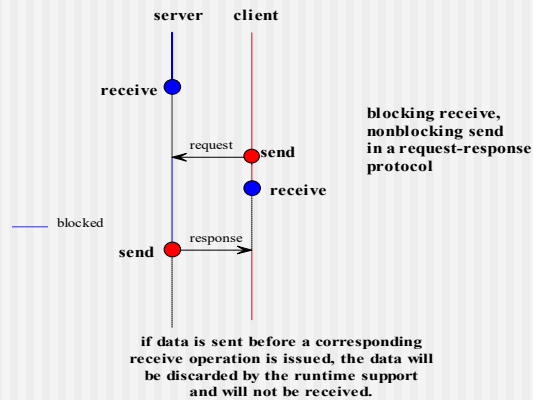 server client
receive
blocking receive,
nonblocking send
in a request-response
protocol
request
send
receive
blocked
send
response
if data is sent before a corresponding
receive operation is issued, the data will
be discarded by the runtime support
and will not be received.